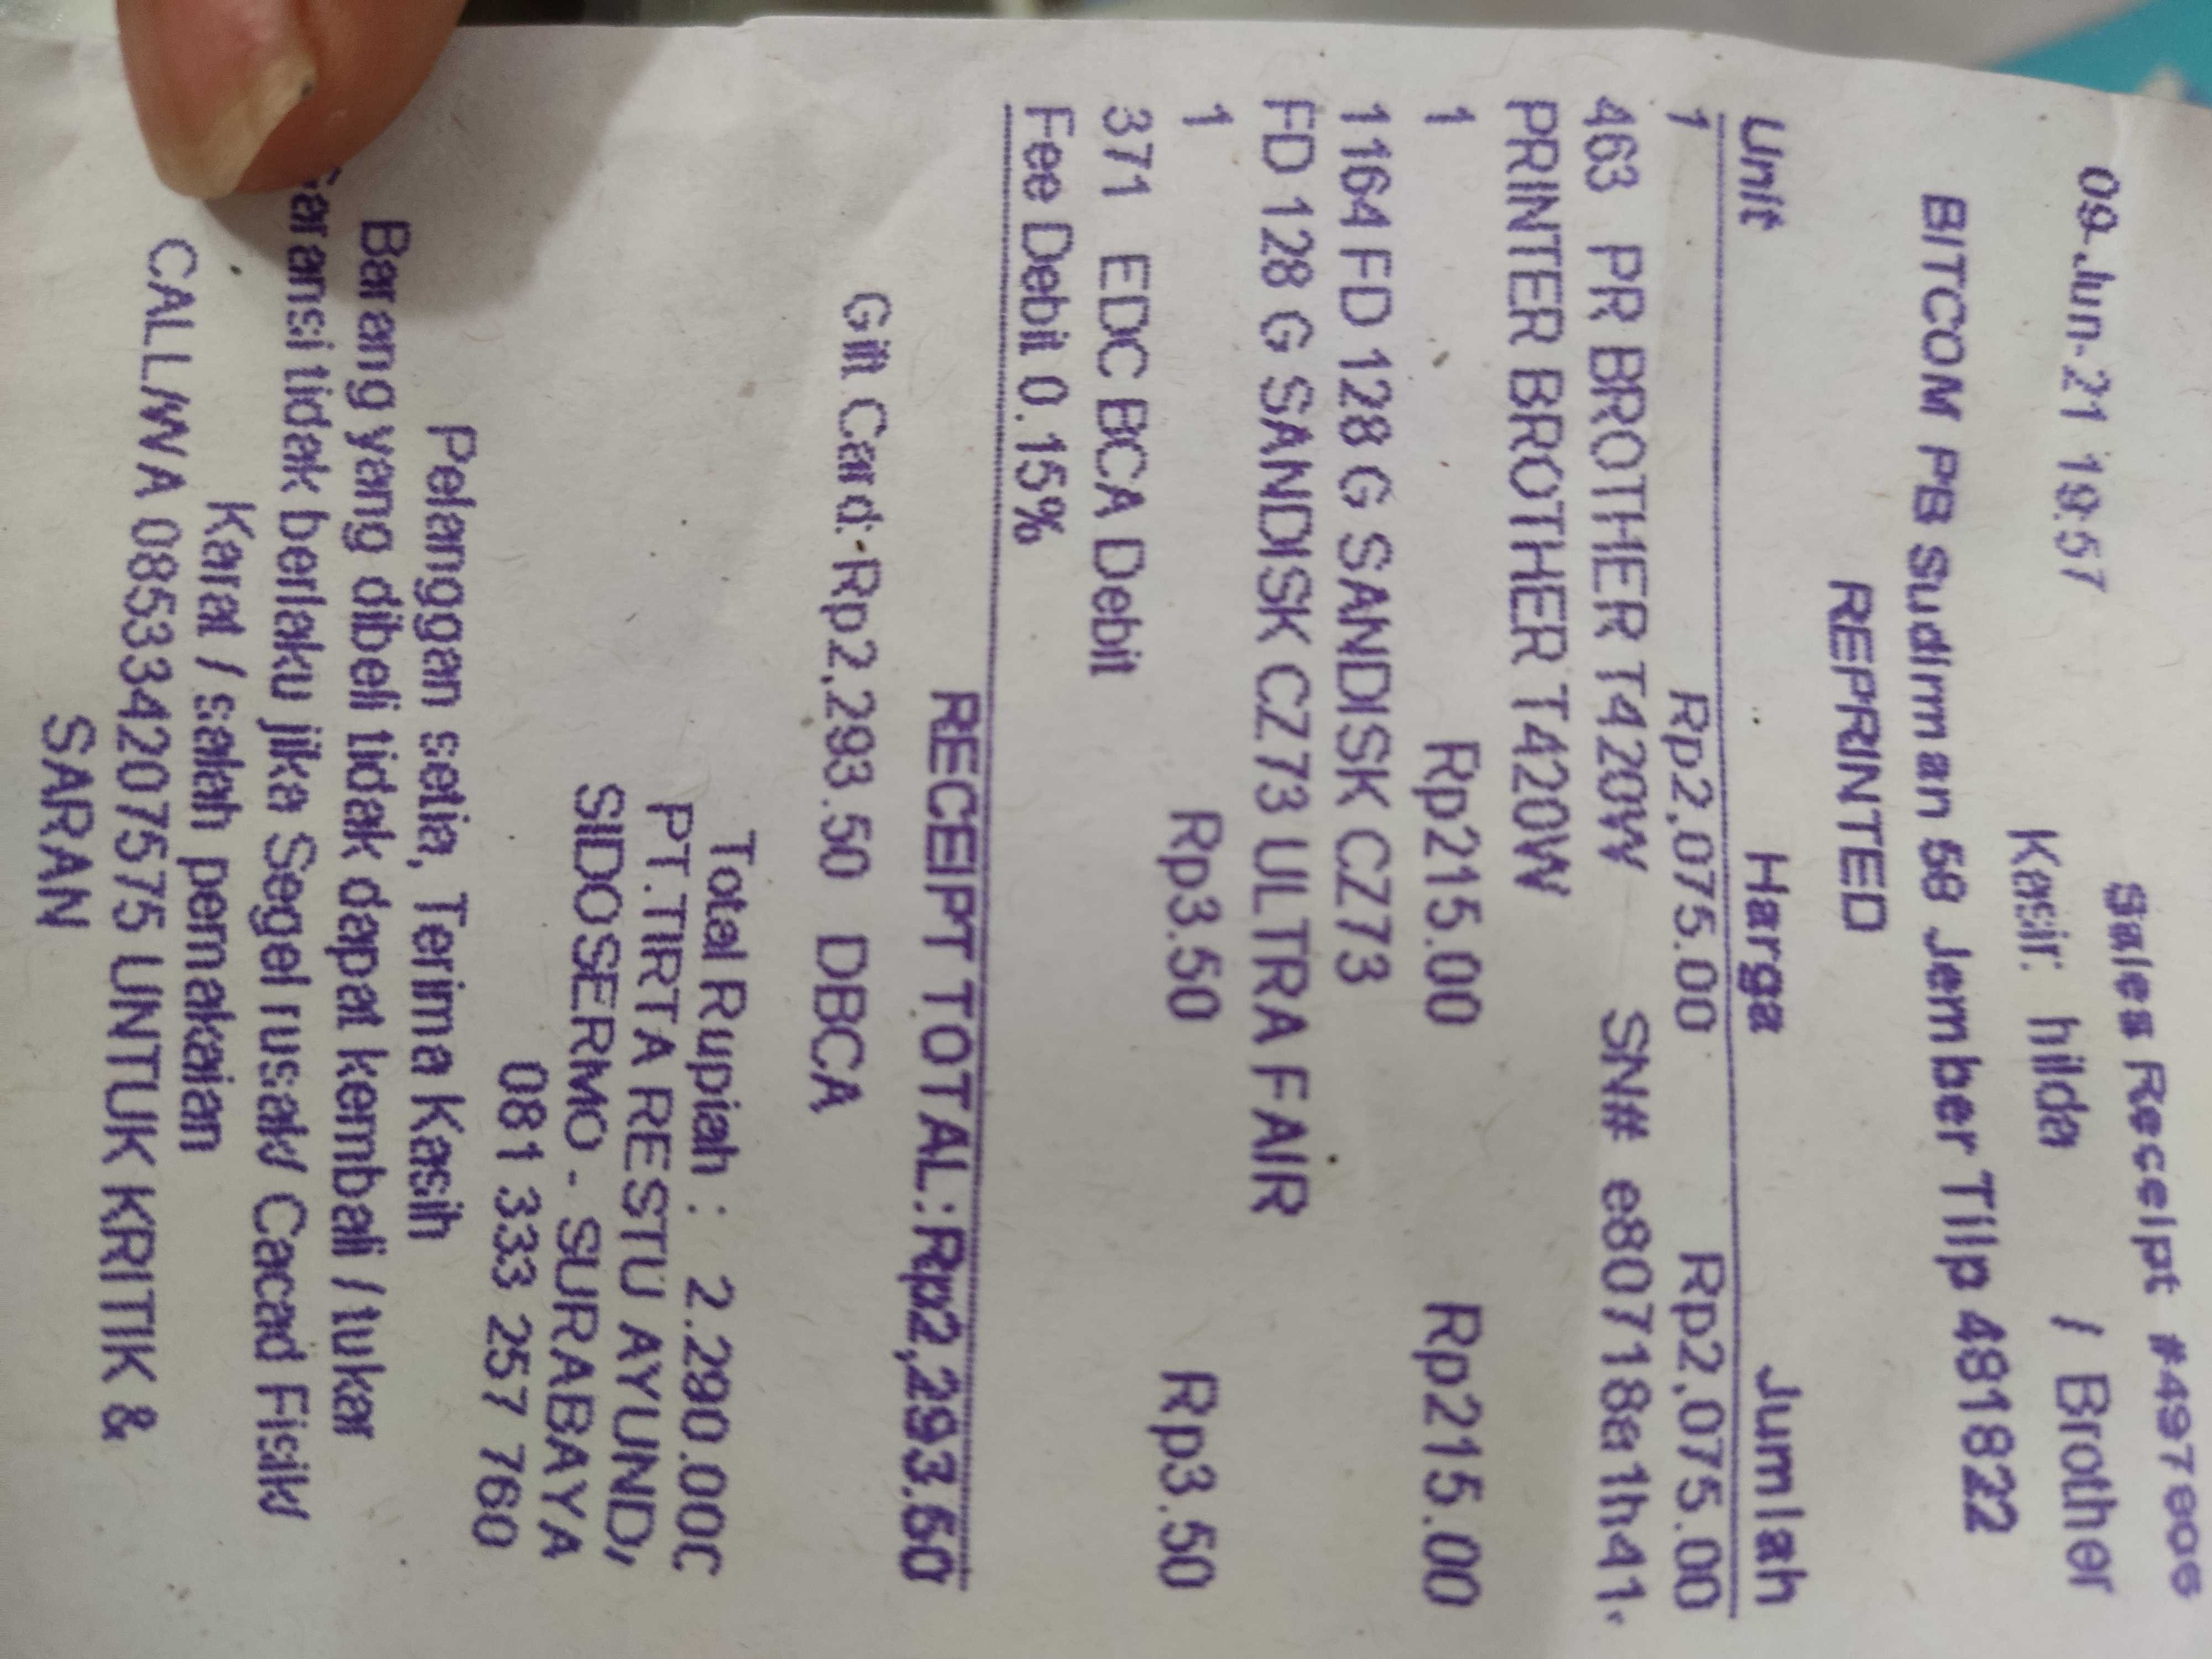 Sales Receipt #497806
09-Jun-21 19:57
Kasir: hilda / Brother
BITCOM PB Sudirman 58 Jember Tilp 481822
REPRINTED
Unit Harga Jumlah
1 Rp2,075.00 Rp2,075.00
463 PR BROTHER T420W SN# e80718a1h41
PRINTER BROTHER T420W
1 Rp215.00 Rp215.00
1164 FD 128 G SANDISK CZ73
FD 128 G SANDISK CZ73 ULTRA FAIR
1 Rp3.50 Rp3.50
371 EDC BCA Debit
Fee Debit 0.15%
RECEIPT TOTAL: Rp2,293.50
Gift Card: Rp2,293.50 DBCA
Total Rupiah : 2.290.00
PT.TIRTA RESTU AYUNDI,
SIDOSERMO - SURABAYA
081 333 257 760
Pelanggan setia, Terima Kasih
Barang yang dibeli tidak dapat kembali / tukar
Garansi tidak berlaku jika Segel rusak/ Cacad Fisik/
Karat / salah pemakaian
CALL/WA 085334207575 UNTUK KRITIK &
SARAN